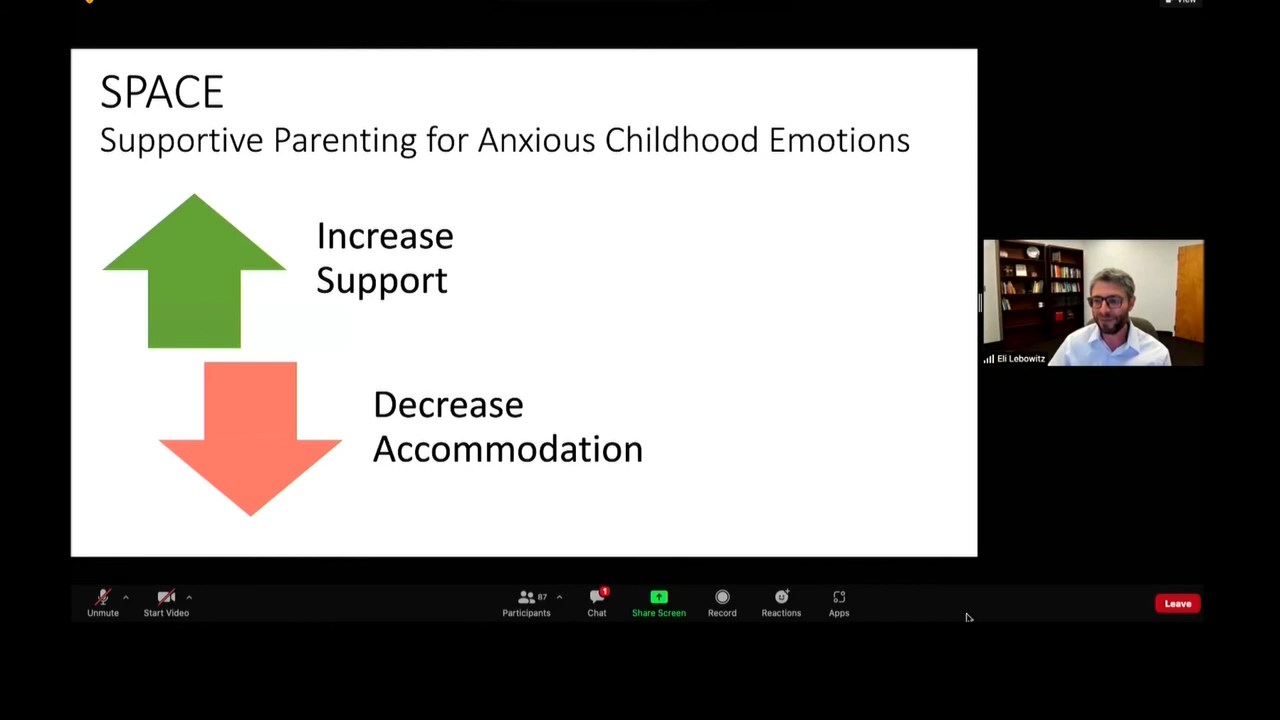 View
SPACE
Supportive Parenting for Anxious Childhood Emotions
Increase
Support
Decrease
Accommodation
Eli Lebowitz
Unmute
Start Video
87
Participants
1
Chat
Share Screen
Record
Reactions
Apps
Leave